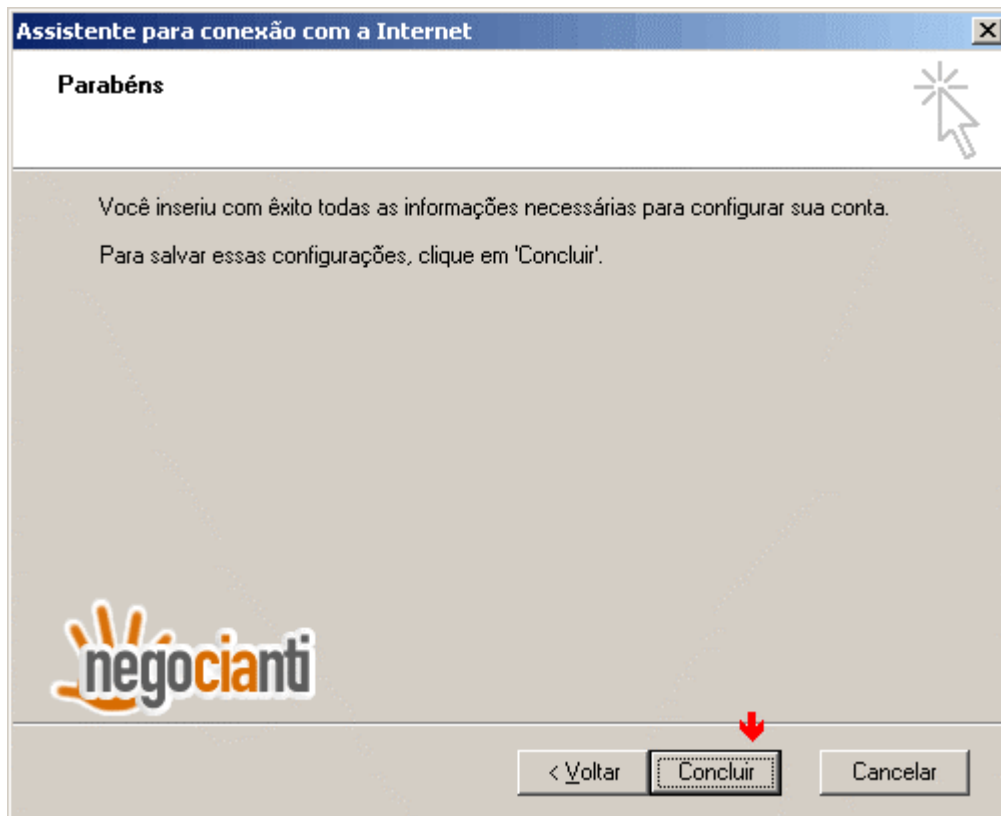 Assistente para conexão com a Internet
Parabéns
Você inseriu com êxito todas as informações necessárias para configurar sua conta.
Para salvar essas configurações, clique em 'Concluir'.
negocianti
< Voltar
Concluir
Cancelar